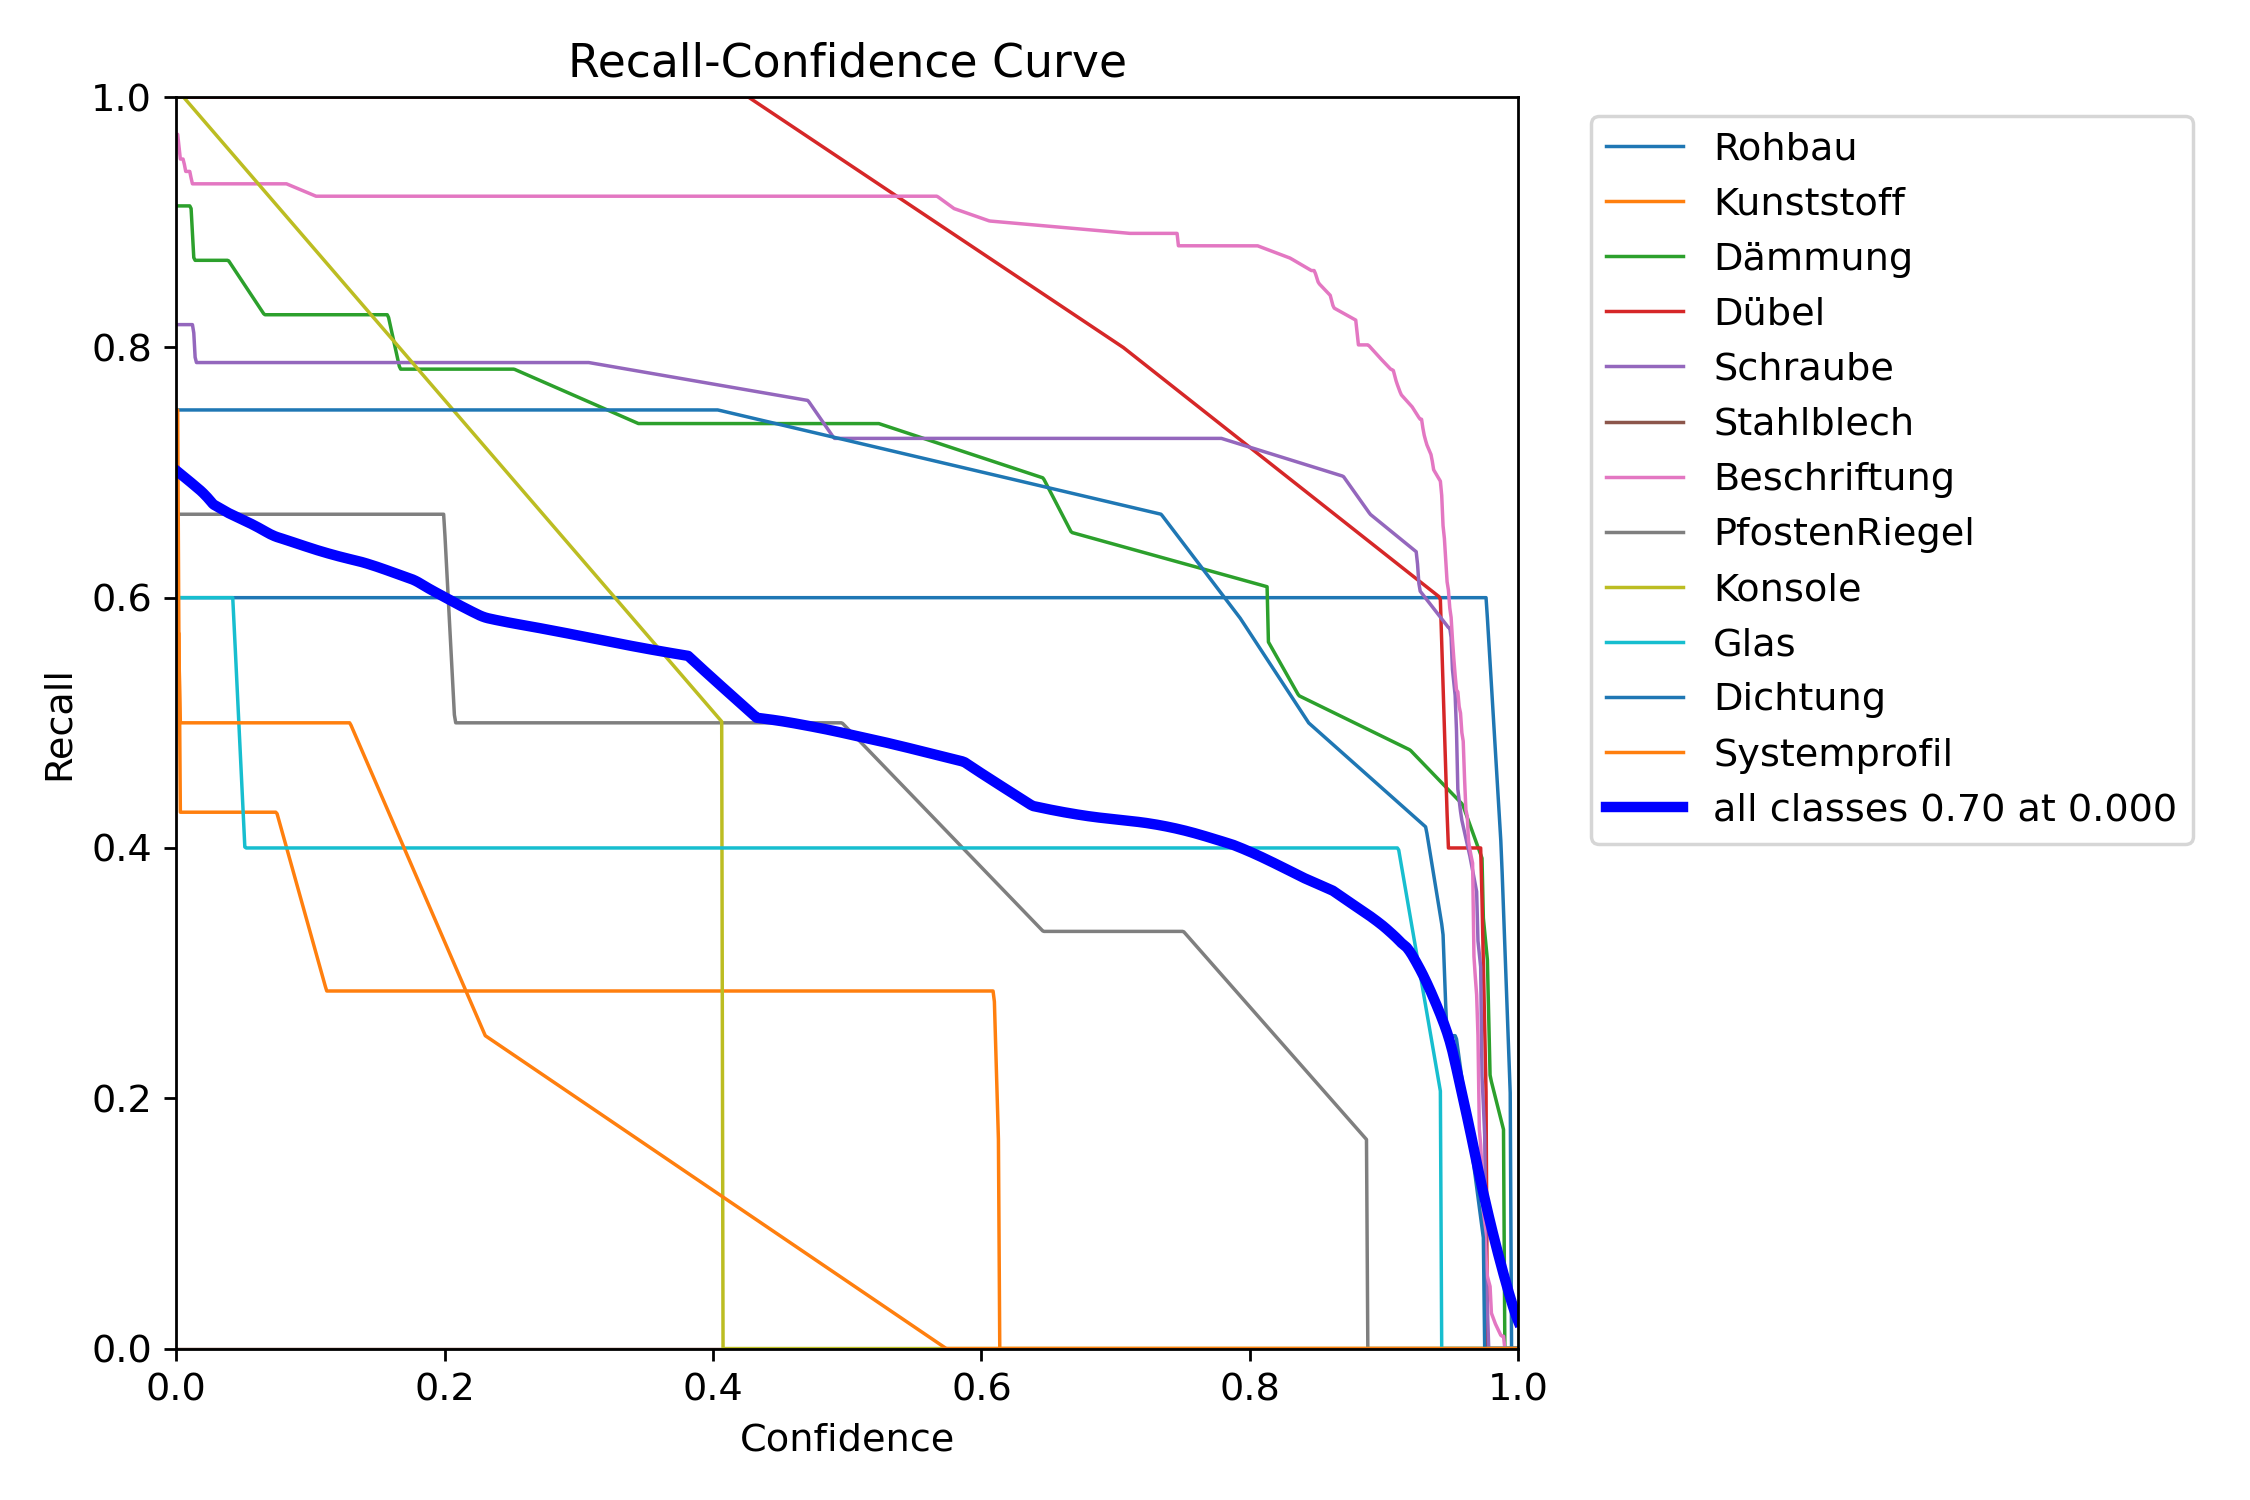 Recall-Confidence Curve
1.0
0.8
0.6
0.4
0.2
0.0
Recall
0.0 0.2 0.4 0.6 0.8 1.0
Confidence
Rohbau
Kunststoff
Dämmung
Dübel
Schraube
Stahlblech
Beschriftung
PfostenRiegel
Konsole
Glas
Dichtung
Systemprofil
all classes 0.70 at 0.000